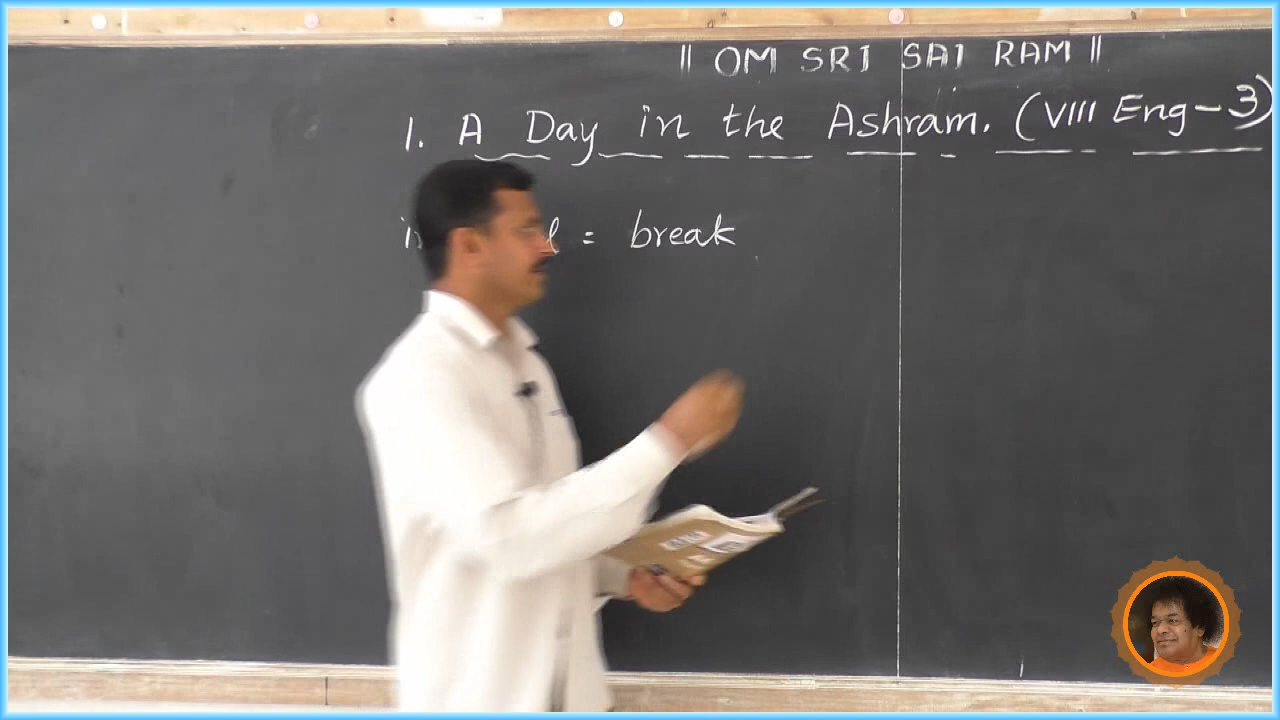 || OM SRI SAI RAM ||
1. A Day in the Ashram. (VIII Eng - 3)
= break